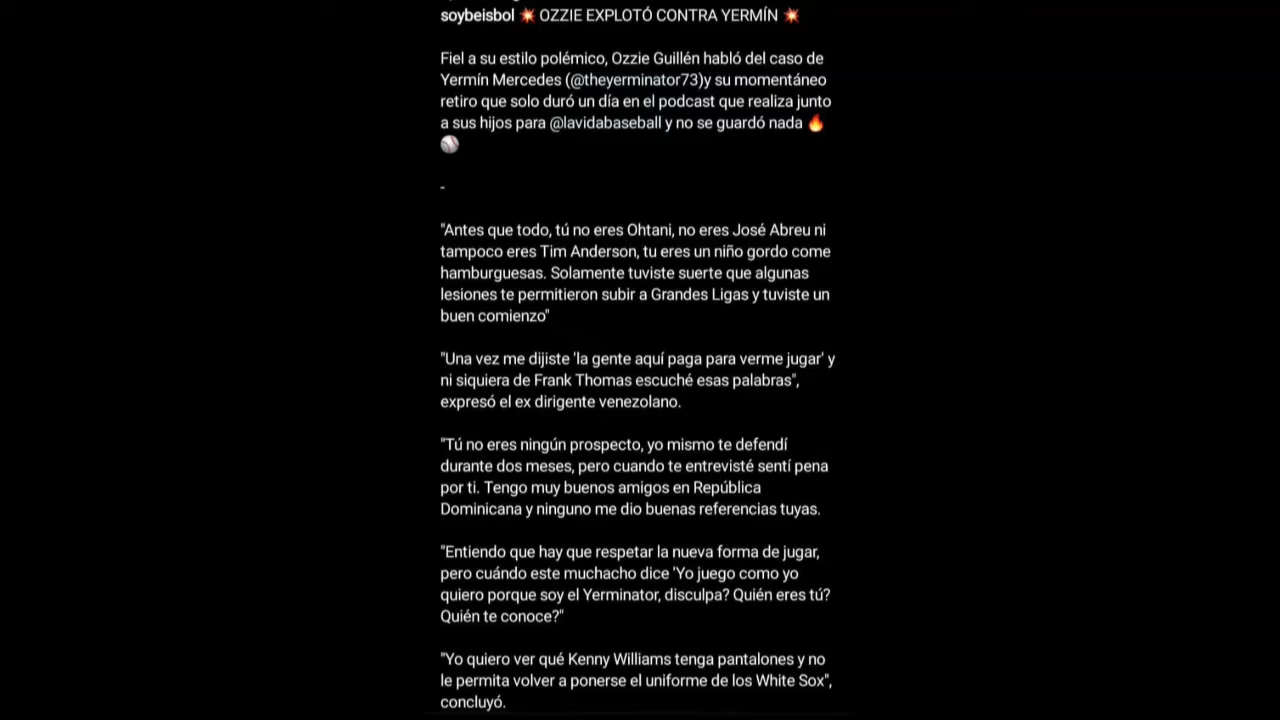 soybeisbol 💥 OZZIE EXPLOTÓ CONTRA YERMÍN 💥
Fiel a su estilo polémico, Ozzie Guillén habló del caso de
Yermín Mercedes (@theyerminator73)y su momentáneo
retiro que solo duró un día en el podcast que realiza junto
a sus hijos para @lavidabaseball y no se guardó nada 🔥
⚾
-
"Antes que todo, tú no eres Ohtani, no eres José Abreu ni
tampoco eres Tim Anderson, tu eres un niño gordo come
hamburguesas. Solamente tuviste suerte que algunas
lesiones te permitieron subir a Grandes Ligas y tuviste un
buen comienzo"
"Una vez me dijiste 'la gente aquí paga para verme jugar' y
ni siquiera de Frank Thomas escuché esas palabras",
expresó el ex dirigente venezolano.
"Tú no eres ningún prospecto, yo mismo te defendí
durante dos meses, pero cuando te entrevisté sentí pena
por ti. Tengo muy buenos amigos en República
Dominicana y ninguno me dio buenas referencias tuyas.
"Entiendo que hay que respetar la nueva forma de jugar,
pero cuándo este muchacho dice 'Yo juego como yo
quiero porque soy el Yerminator, disculpa? Quién eres tú?
Quién te conoce?"
"Yo quiero ver qué Kenny Williams tenga pantalones y no
le permita volver a ponerse el uniforme de los White Sox",
concluyó.